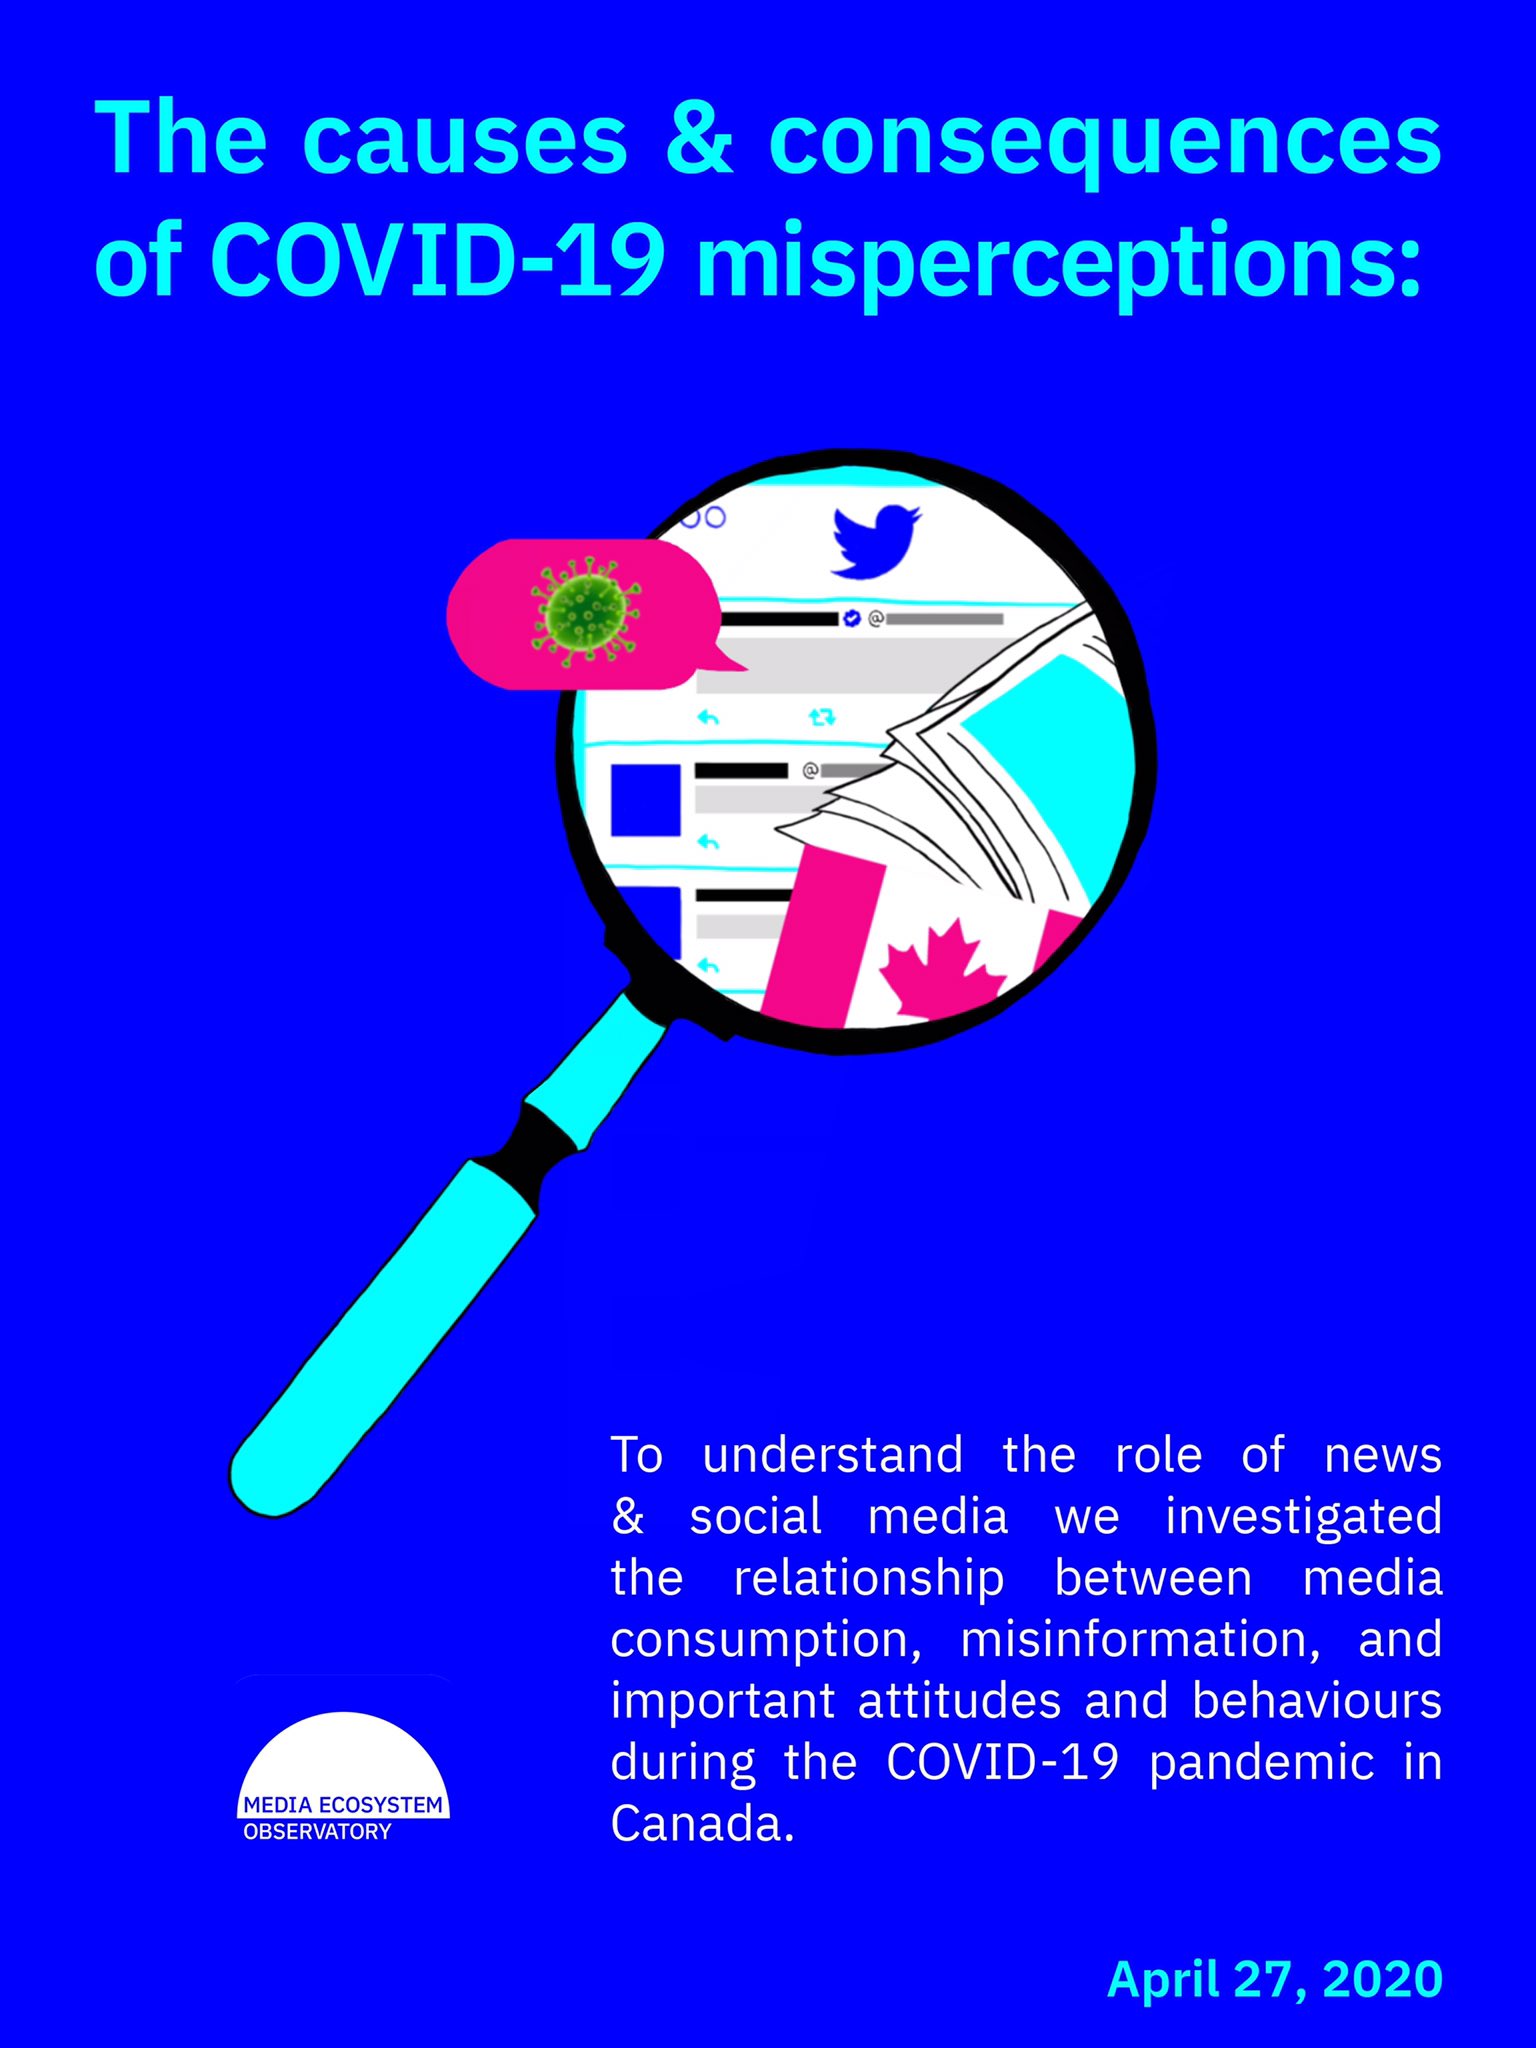 The causes & consequences
of COVID-19 misperceptions:
@
@
To understand the role of news
& social media we investigated
the relationship between media
consumption, misinformation, and
important attitudes and behaviours
during the COVID-19 pandemic in
Canada.
MEDIA ECOSYSTEM
OBSERVATORY
April 27, 2020